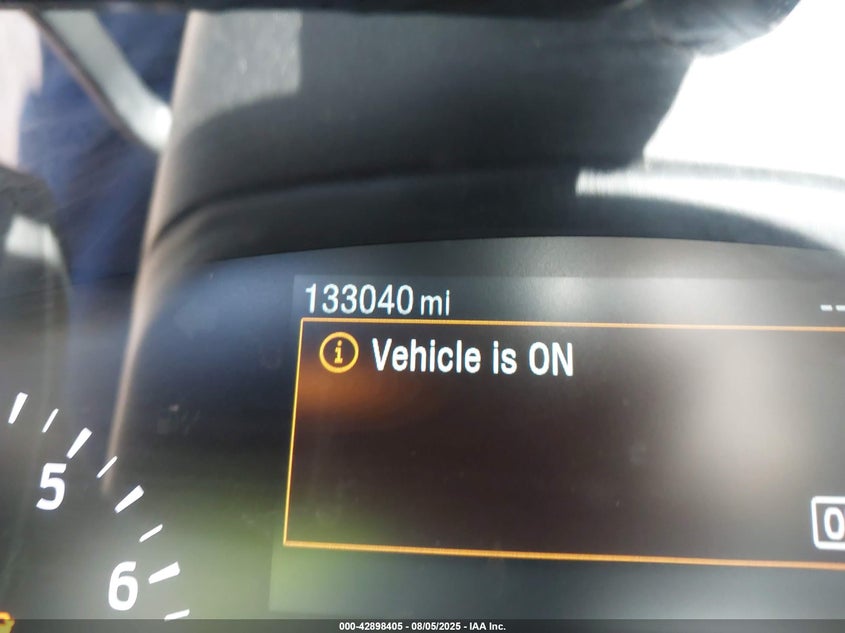 133040 mi
i Vehicle is ON
5
6
000-42898405 - 08/05/2025 - IAA Inc.